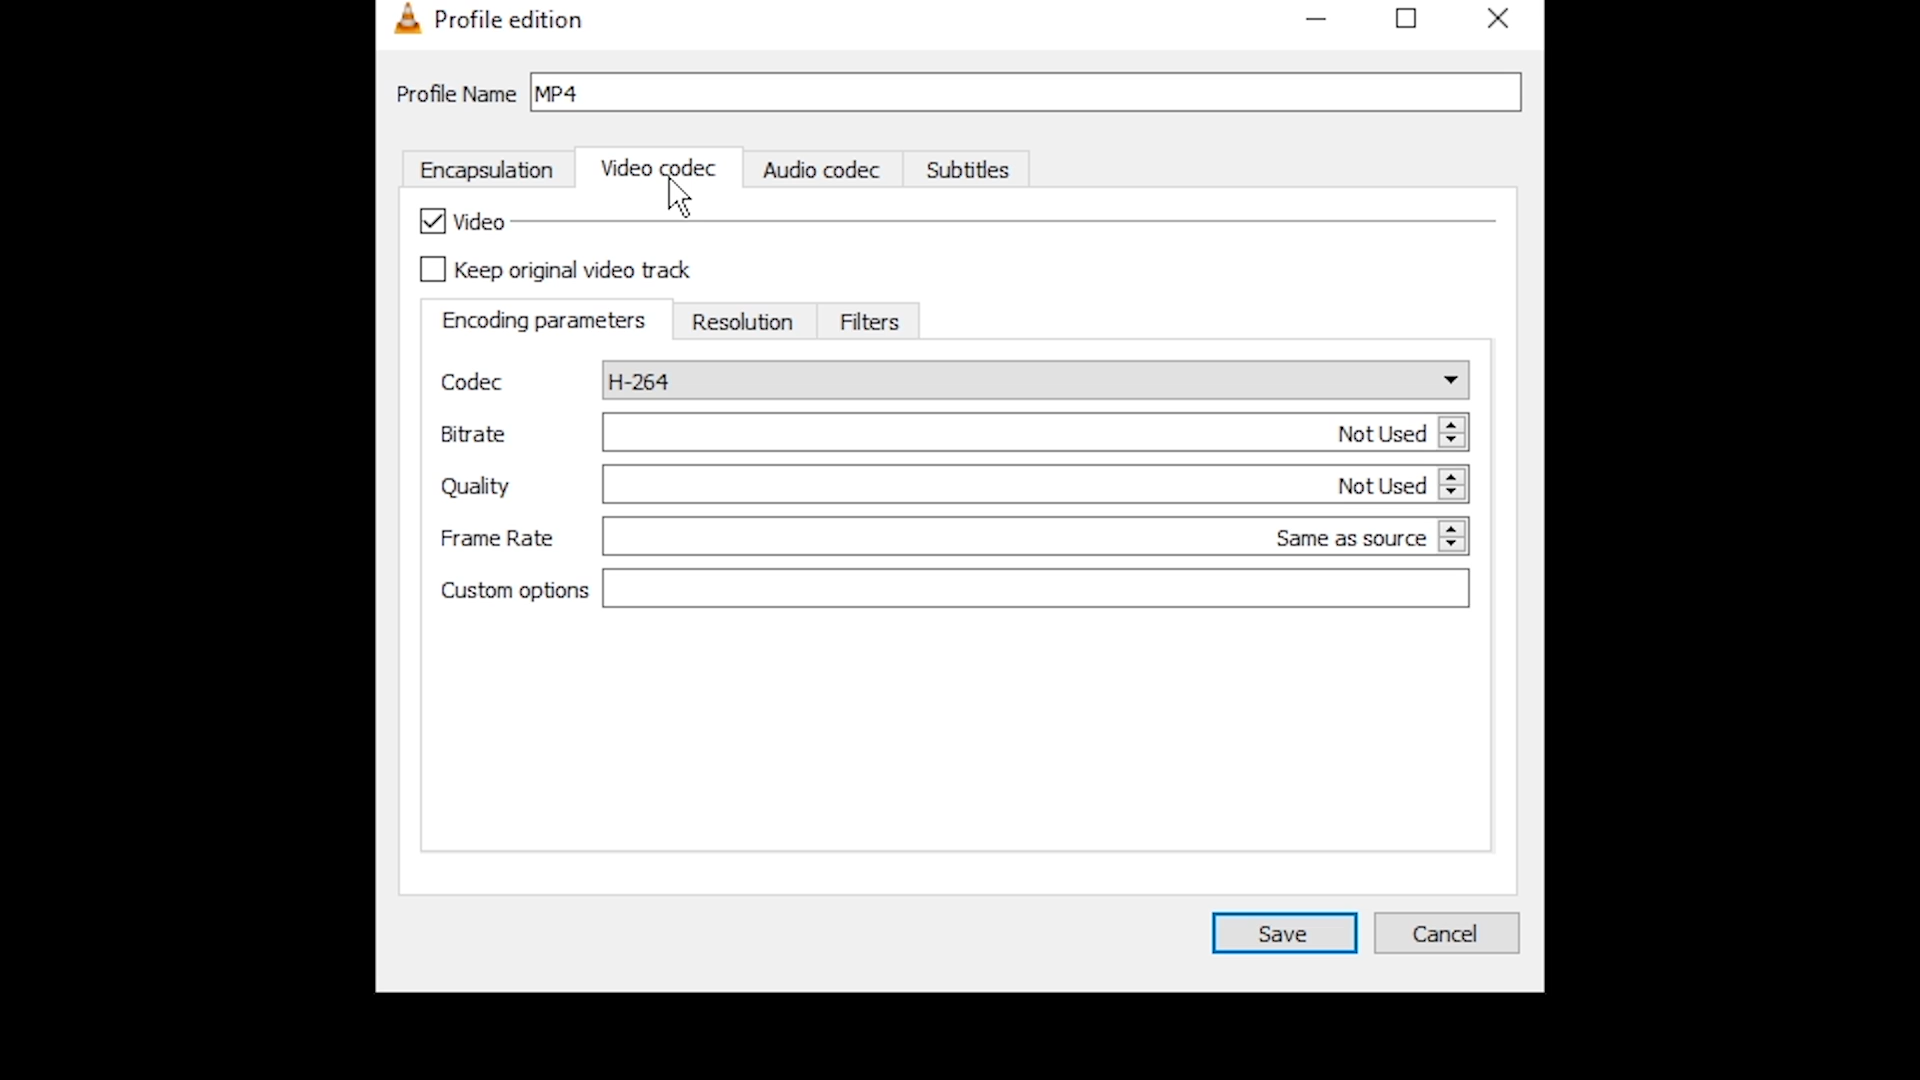 Profile edition
Profile Name MP4
Encapsulation Video codec Audio codec Subtitles
Video
Keep original video track
Encoding parameters Resolution Filters
Codec H-264
Bitrate Not Used
Quality Not Used
Frame Rate Same as source
Custom options
Save Cancel